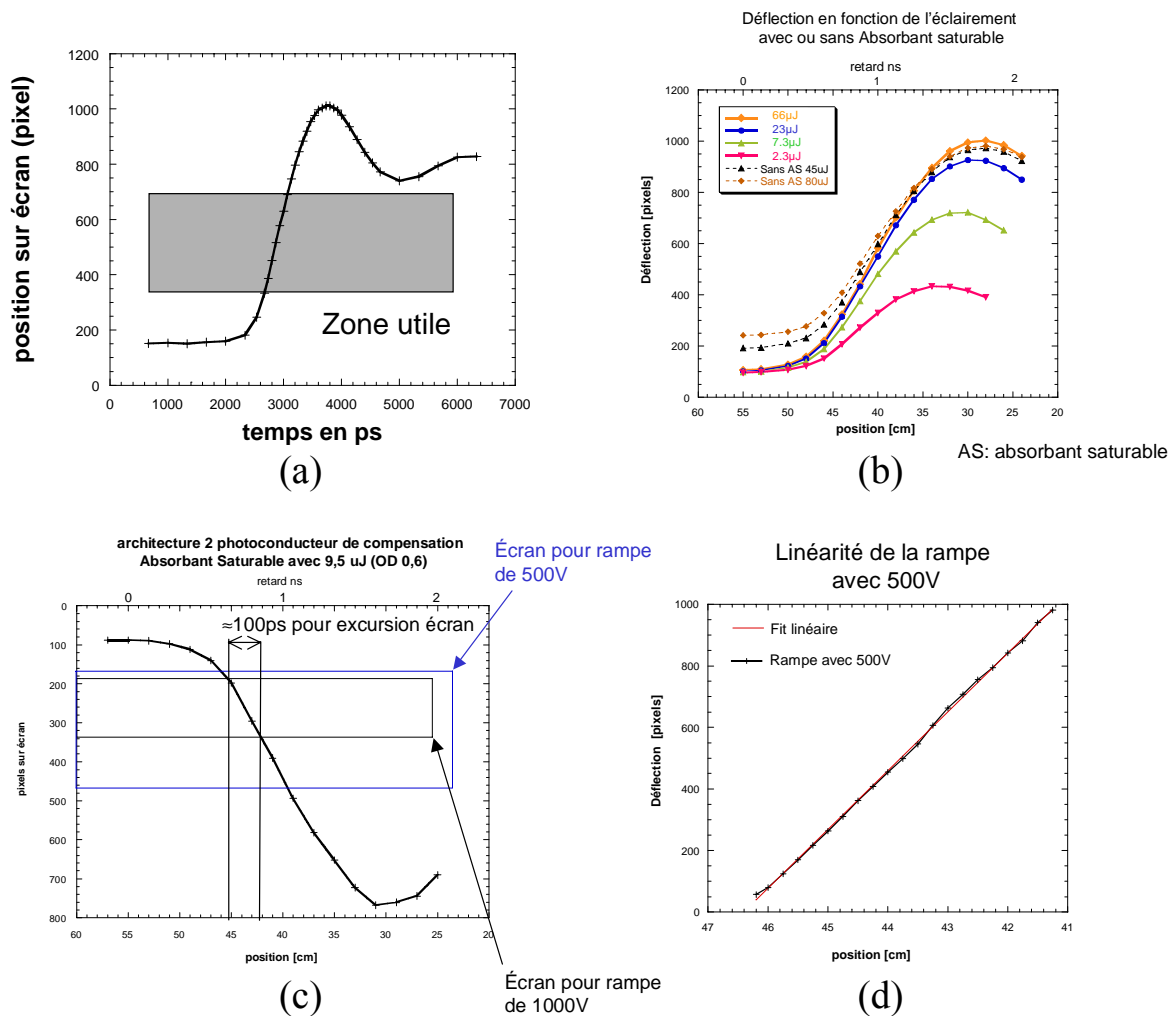 1200
1000
800
600
400
200
0
position sur écran (pixel)
Zone utile
0 1000 2000 3000 4000 5000 6000 7000
temps en ps
(a)
Déflection en fonction de l'éclairement
avec ou sans Absorbant saturable
retard ns
0 1 2
1200
1000
800
600
400
200
0
Déflection [pixels]
66µJ
23µJ
7.3µJ
2.3µJ
Sans AS 45uJ
Sans AS 80uJ
60 55 50 45 40 35 30 25 20
position [cm]
AS: absorbant saturable
(b)
architecture 2 photoconducteur de compensation
Absorbant Saturable avec 9,5 uJ (OD 0,6)
retard ns
0 1 2
Écran pour rampe
de 500V
≈100ps pour excursion écran
0
100
200
300
400
500
600
700
800
pixels sur écran
60 55 50 45 40 35 30 25 20
position [cm]
Écran pour rampe
de 1000V
(c)
Linéarité de la rampe
avec 500V
1000
800
600
400
200
0
Déflection [pixels]
Fit linéaire
Rampe avec 500V
47 46 45 44 43 42 41
position [cm]
(d)